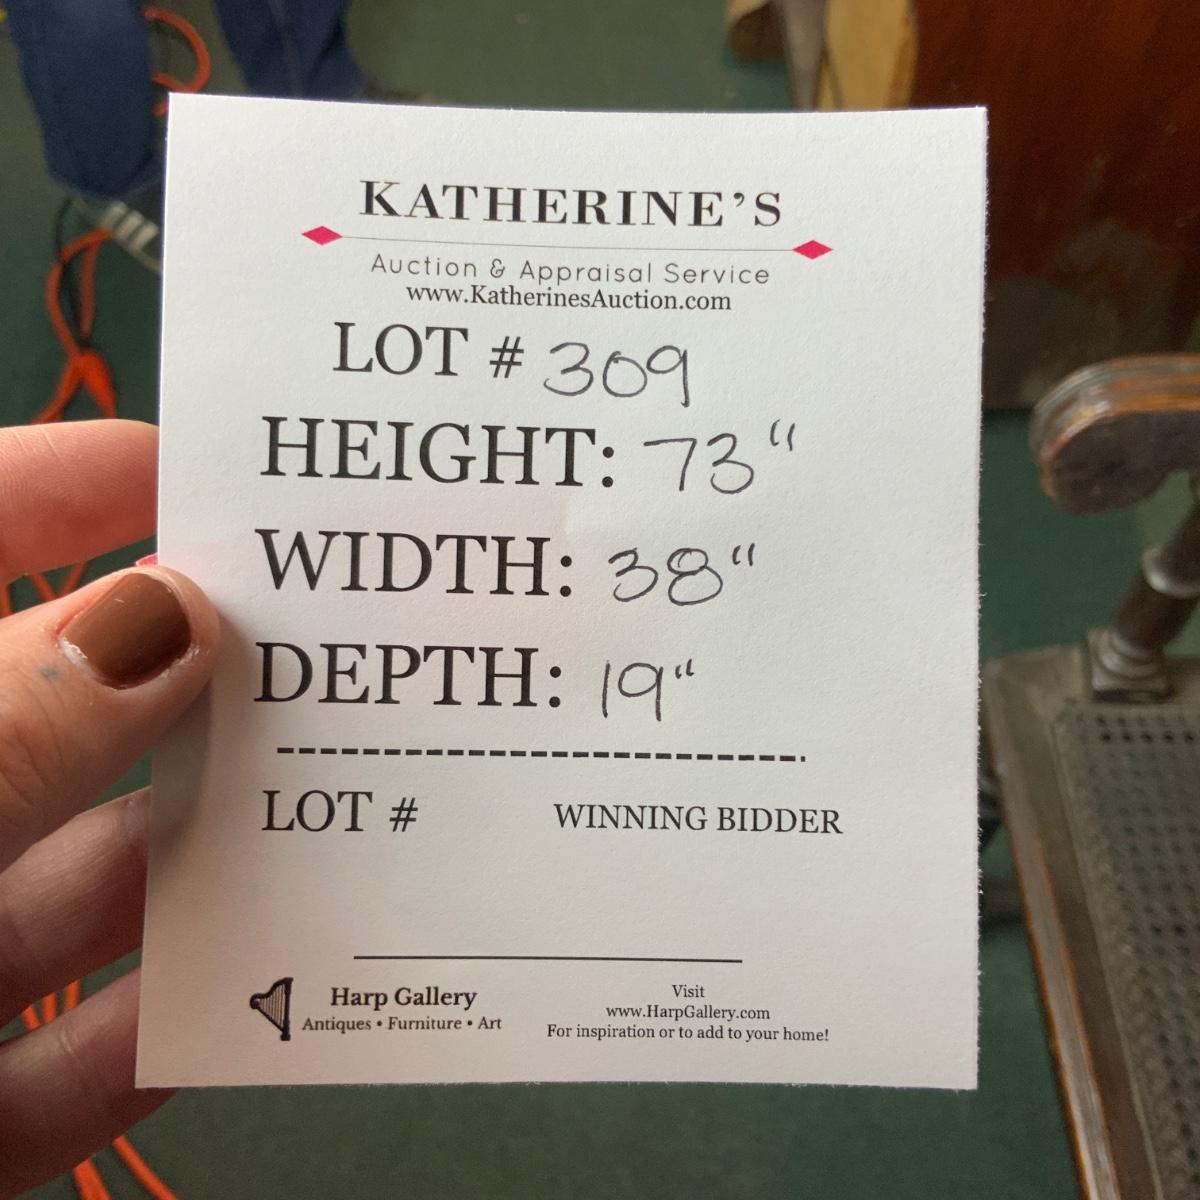 KATHERINE'S
Auction & Appraisal Service
www.KatherinesAuction.com
LOT # 309
HEIGHT: 73"
WIDTH: 38"
DEPTH: 19"
LOT # WINNING BIDDER
Harp Gallery
Antiques • Furniture • Art
Visit
www.HarpGallery.com
For inspiration or to add to your home!